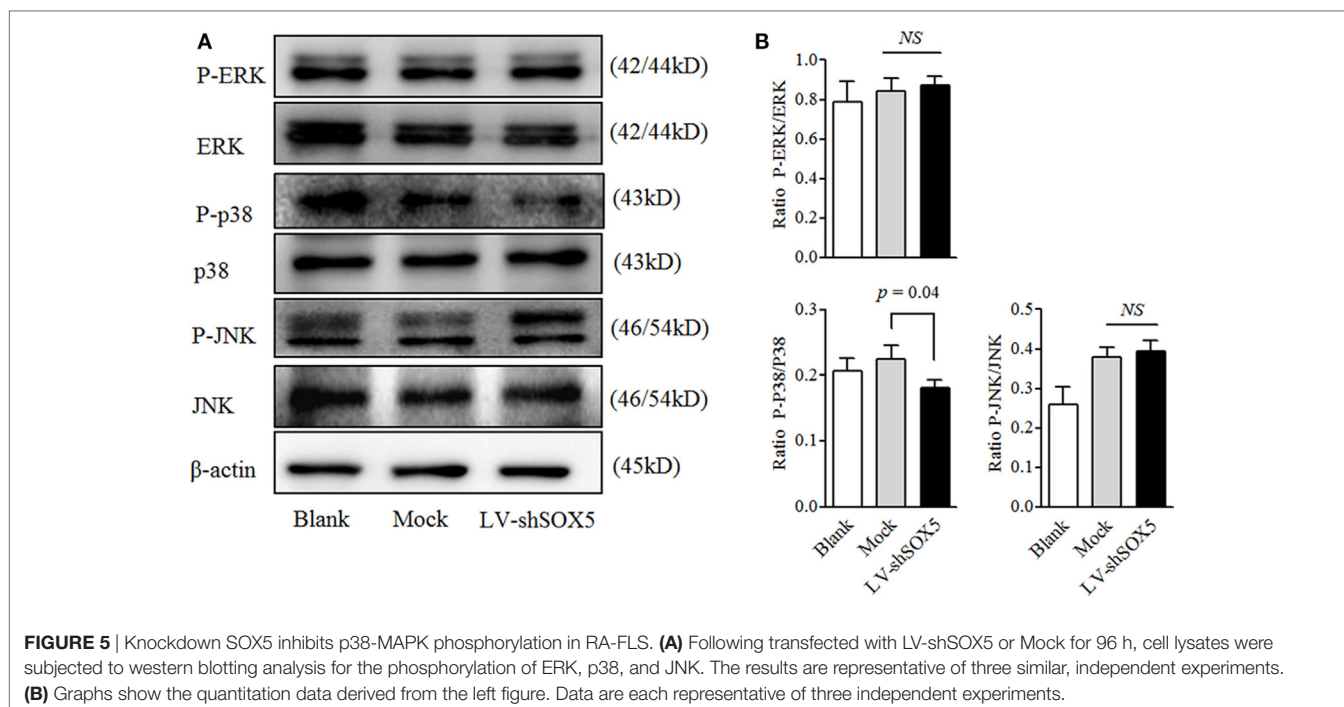 A
P-ERK
(42/44kD)
ERK
(42/44kD)
P-p38
(43kD)
p38
(43kD)
P-JNK
(46/54kD)
JNK
(46/54kD)
β-actin
(45kD)
Blank Mock LV-shSOX5
B
NS
Ratio P-ERK/ERK
1.0
0.8
0.6
0.4
0.2
0.0
p = 0.04
Ratio P-P38/P38
0.3
0.2
0.1
0.0
Blank
Mock
LV-shSOX5
NS
Ratio P-JNK/JNK
0.5
0.4
0.3
0.2
0.1
0.0
Blank
Mock
LV-shSOX5
FIGURE 5 | Knockdown SOX5 inhibits p38-MAPK phosphorylation in RA-FLS. (A) Following transfected with LV-shSOX5 or Mock for 96 h, cell lysates were
subjected to western blotting analysis for the phosphorylation of ERK, p38, and JNK. The results are representative of three similar, independent experiments.
(B) Graphs show the quantitation data derived from the left figure. Data are each representative of three independent experiments.